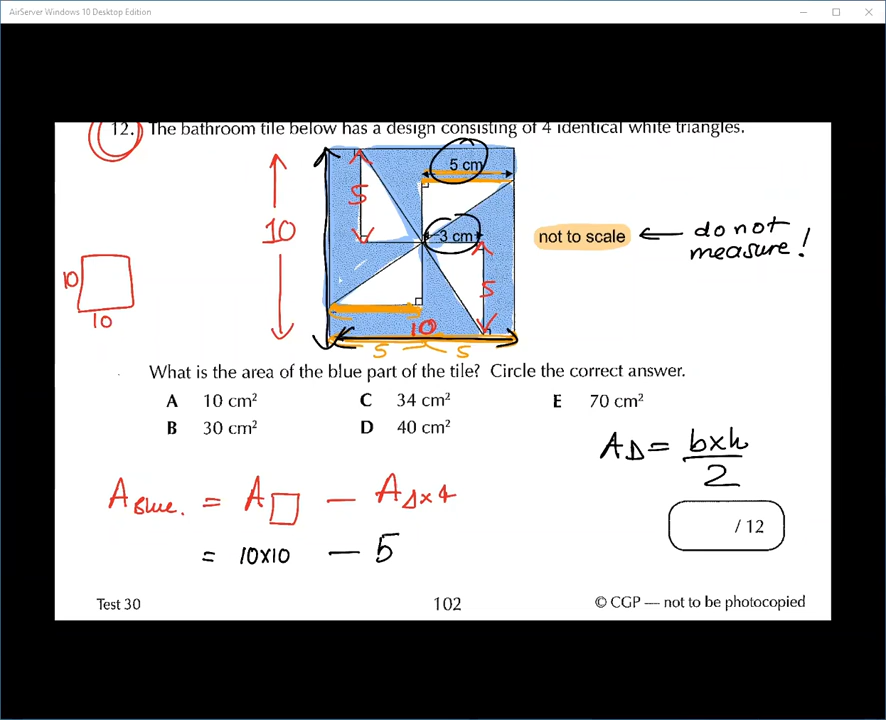 AirServer Windows 10 Desktop Edition
12. The bathroom tile below has a design consisting of 4 identical white triangles.
5 cm
5
10
3 cm
not to scale ← do not measure!
10
5
10
10
5 5
What is the area of the blue part of the tile? Circle the correct answer.
A 10 cm² C 34 cm² E 70 cm²
B 30 cm² D 40 cm²
A△ = b×h
2
A Blue. = A□ − A△×4
= 10×10 − 5
/ 12
Test 30 102 © CGP — not to be photocopied